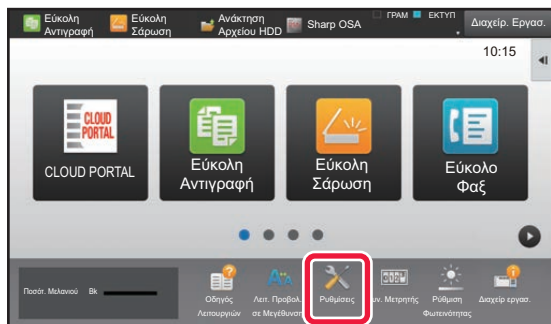 Εύκολη Αντιγραφή
Εύκολη Σάρωση
Ανάκτηση Αρχείου HDD
Sharp OSA
ΓΡΑΜ
ΕΚΤΥΠ
Διαχείρ. Εργασ.
10:15
CLOUD PORTAL
CLOUD PORTAL
Εύκολη Αντιγραφή
Εύκολη Σάρωση
Εύκολο Φαξ
Ποσότ. Μελανιού Bk
Οδηγός Λειτουργιών
Λειτ. Προβολ. σε Μεγέθυνση
Ρυθμίσεις
Μετρητής
Ρύθμιση Φωτεινότητας
Διαχείρ εργασ.